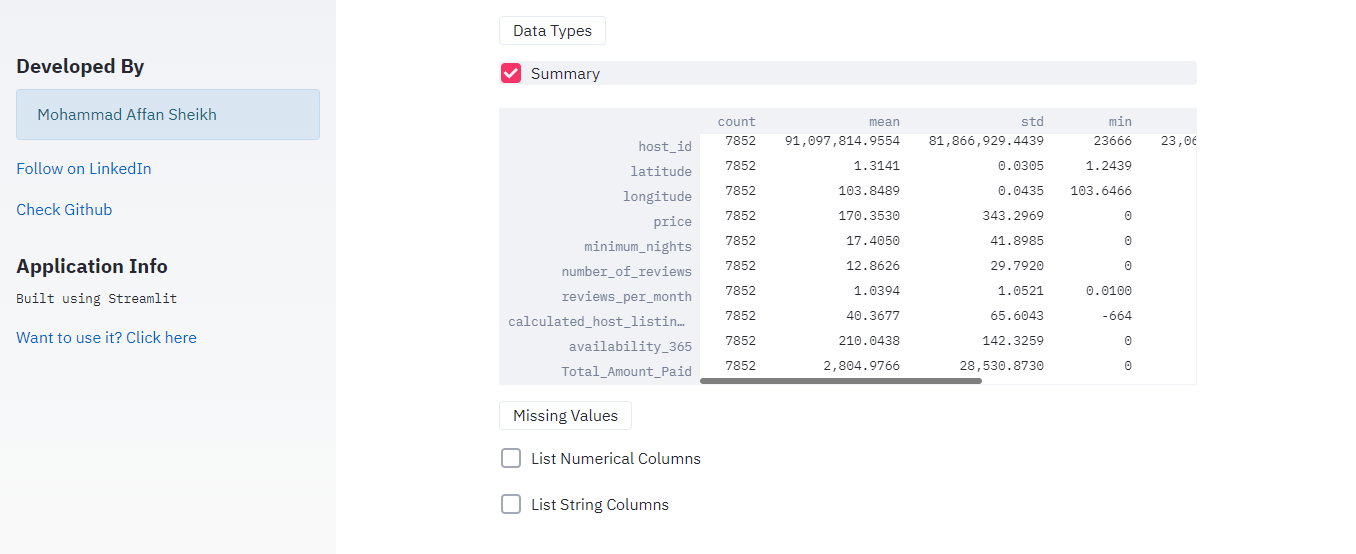 Developed By
Mohammad Affan Sheikh
Follow on LinkedIn
Check Github
Application Info
Built using Streamlit
Want to use it? Click here
Data Types
Summary
count mean std min
host_id 7852 91,097,814.9554 81,866,929.4439 23666 23,06
latitude 7852 1.3141 0.0305 1.2439
longitude 7852 103.8489 0.0435 103.6466
price 7852 170.3530 343.2969 0
minimum_nights 7852 17.4050 41.8985 0
number_of_reviews 7852 12.8626 29.7920 0
reviews_per_month 7852 1.0394 1.0521 0.0100
calculated_host_listin… 7852 40.3677 65.6043 -664
availability_365 7852 210.0438 142.3259 0
Total_Amount_Paid 7852 2,804.9766 28,530.8730 0
Missing Values
List Numerical Columns
List String Columns